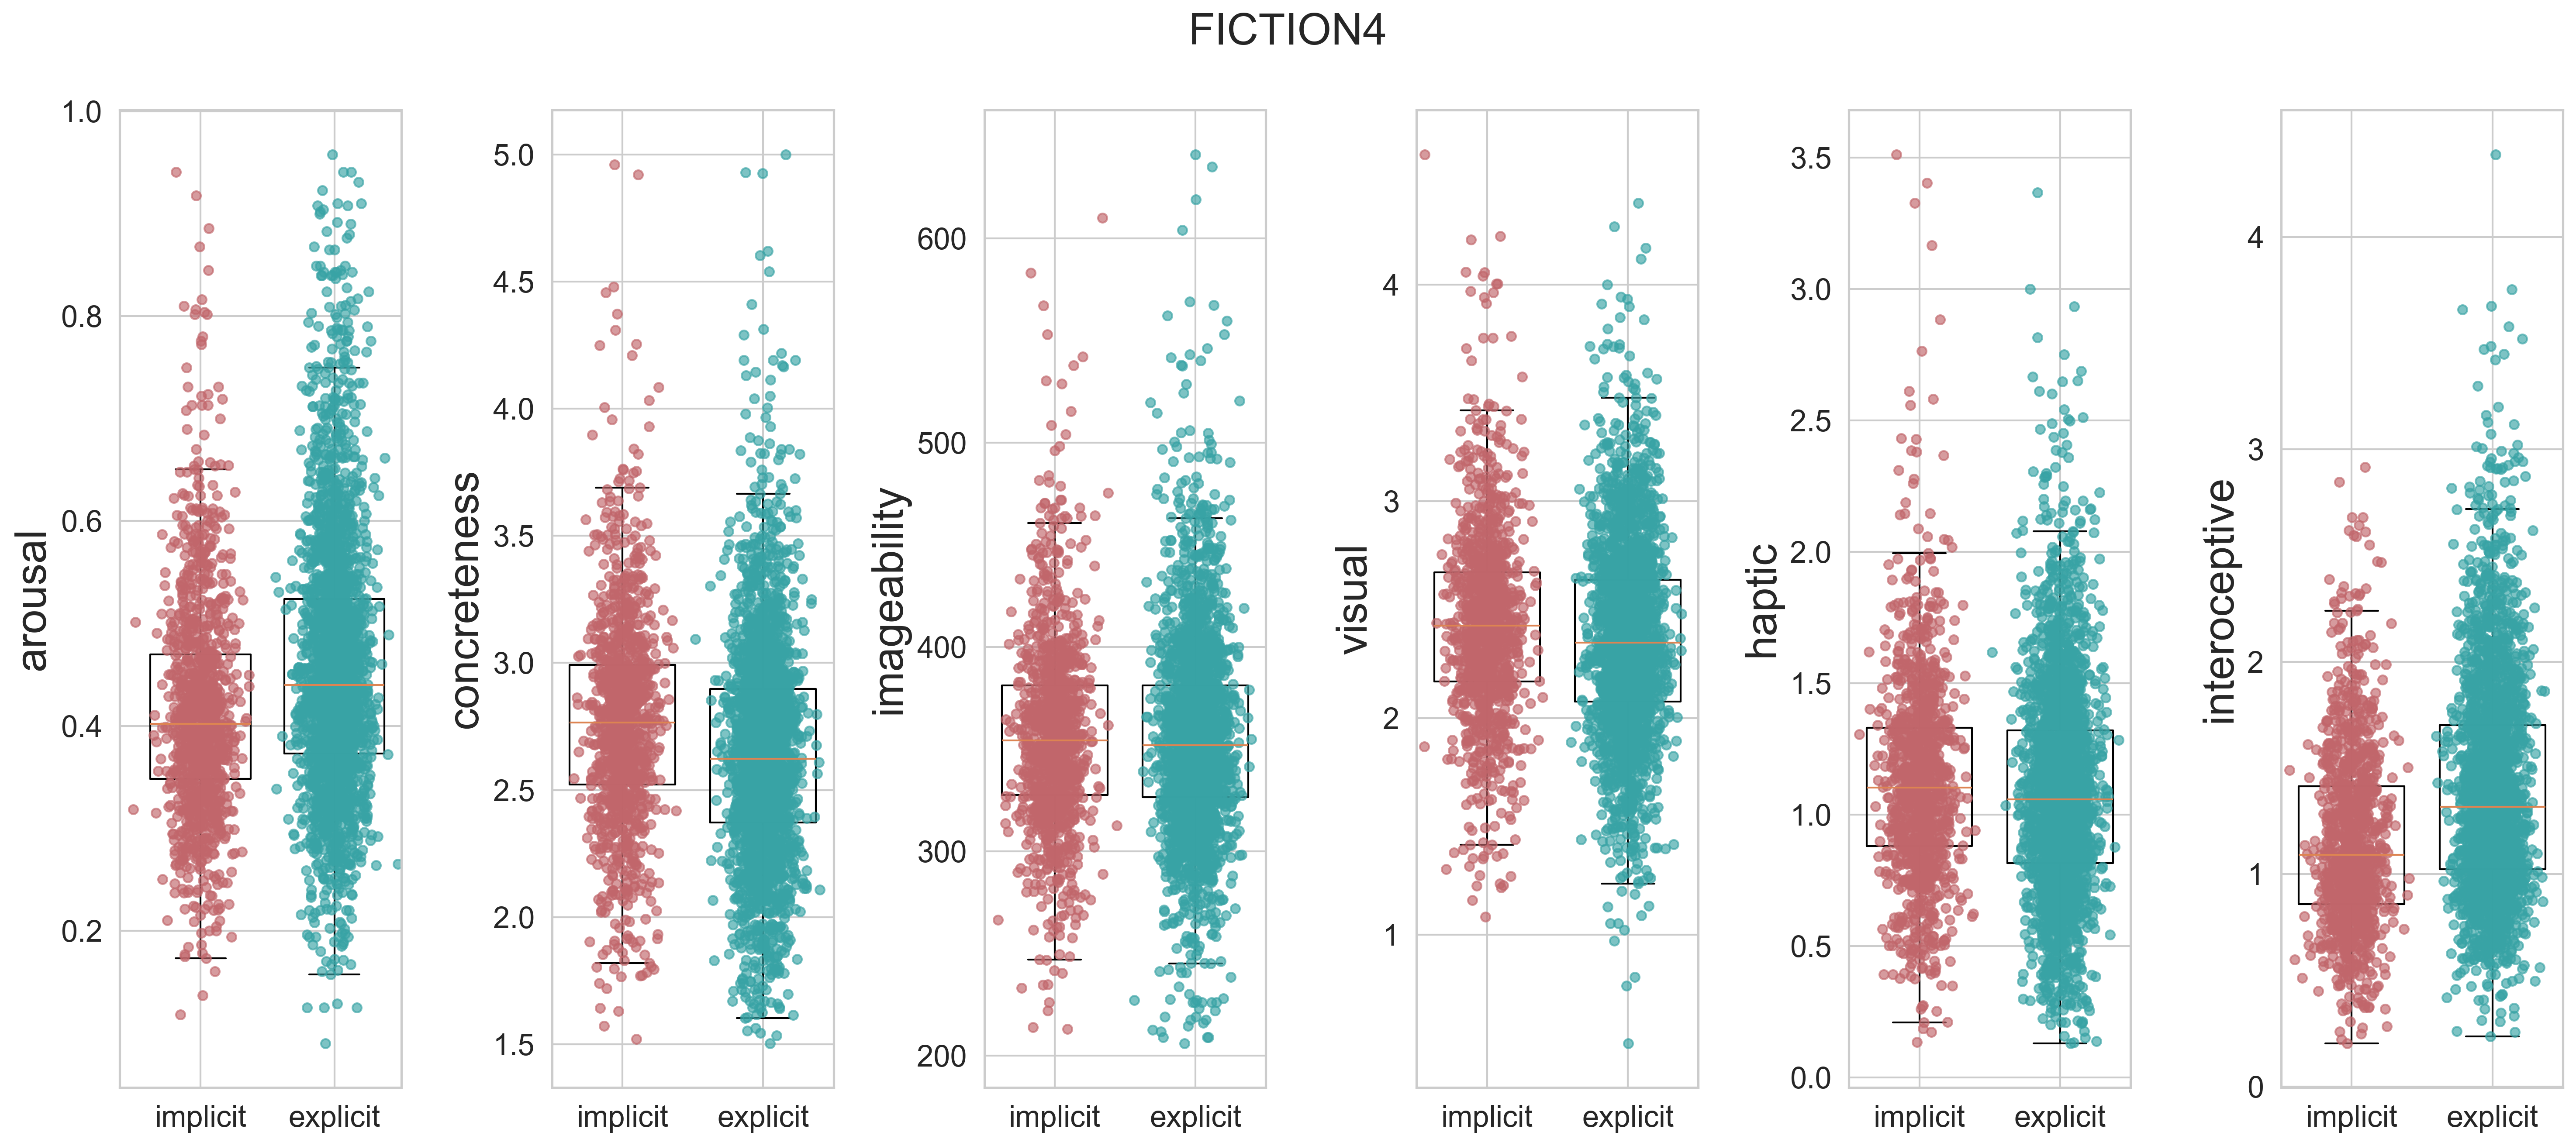 FICTION4
arousal
1.0
0.8
0.6
0.4
0.2
implicit explicit
concreteness
5.0
4.5
4.0
3.5
3.0
2.5
2.0
1.5
implicit explicit
imageability
600
500
400
300
200
implicit explicit
visual
4
3
2
1
implicit explicit
haptic
3.5
3.0
2.5
2.0
1.5
1.0
0.5
0.0
implicit explicit
interoceptive
4
3
2
1
0
implicit explicit